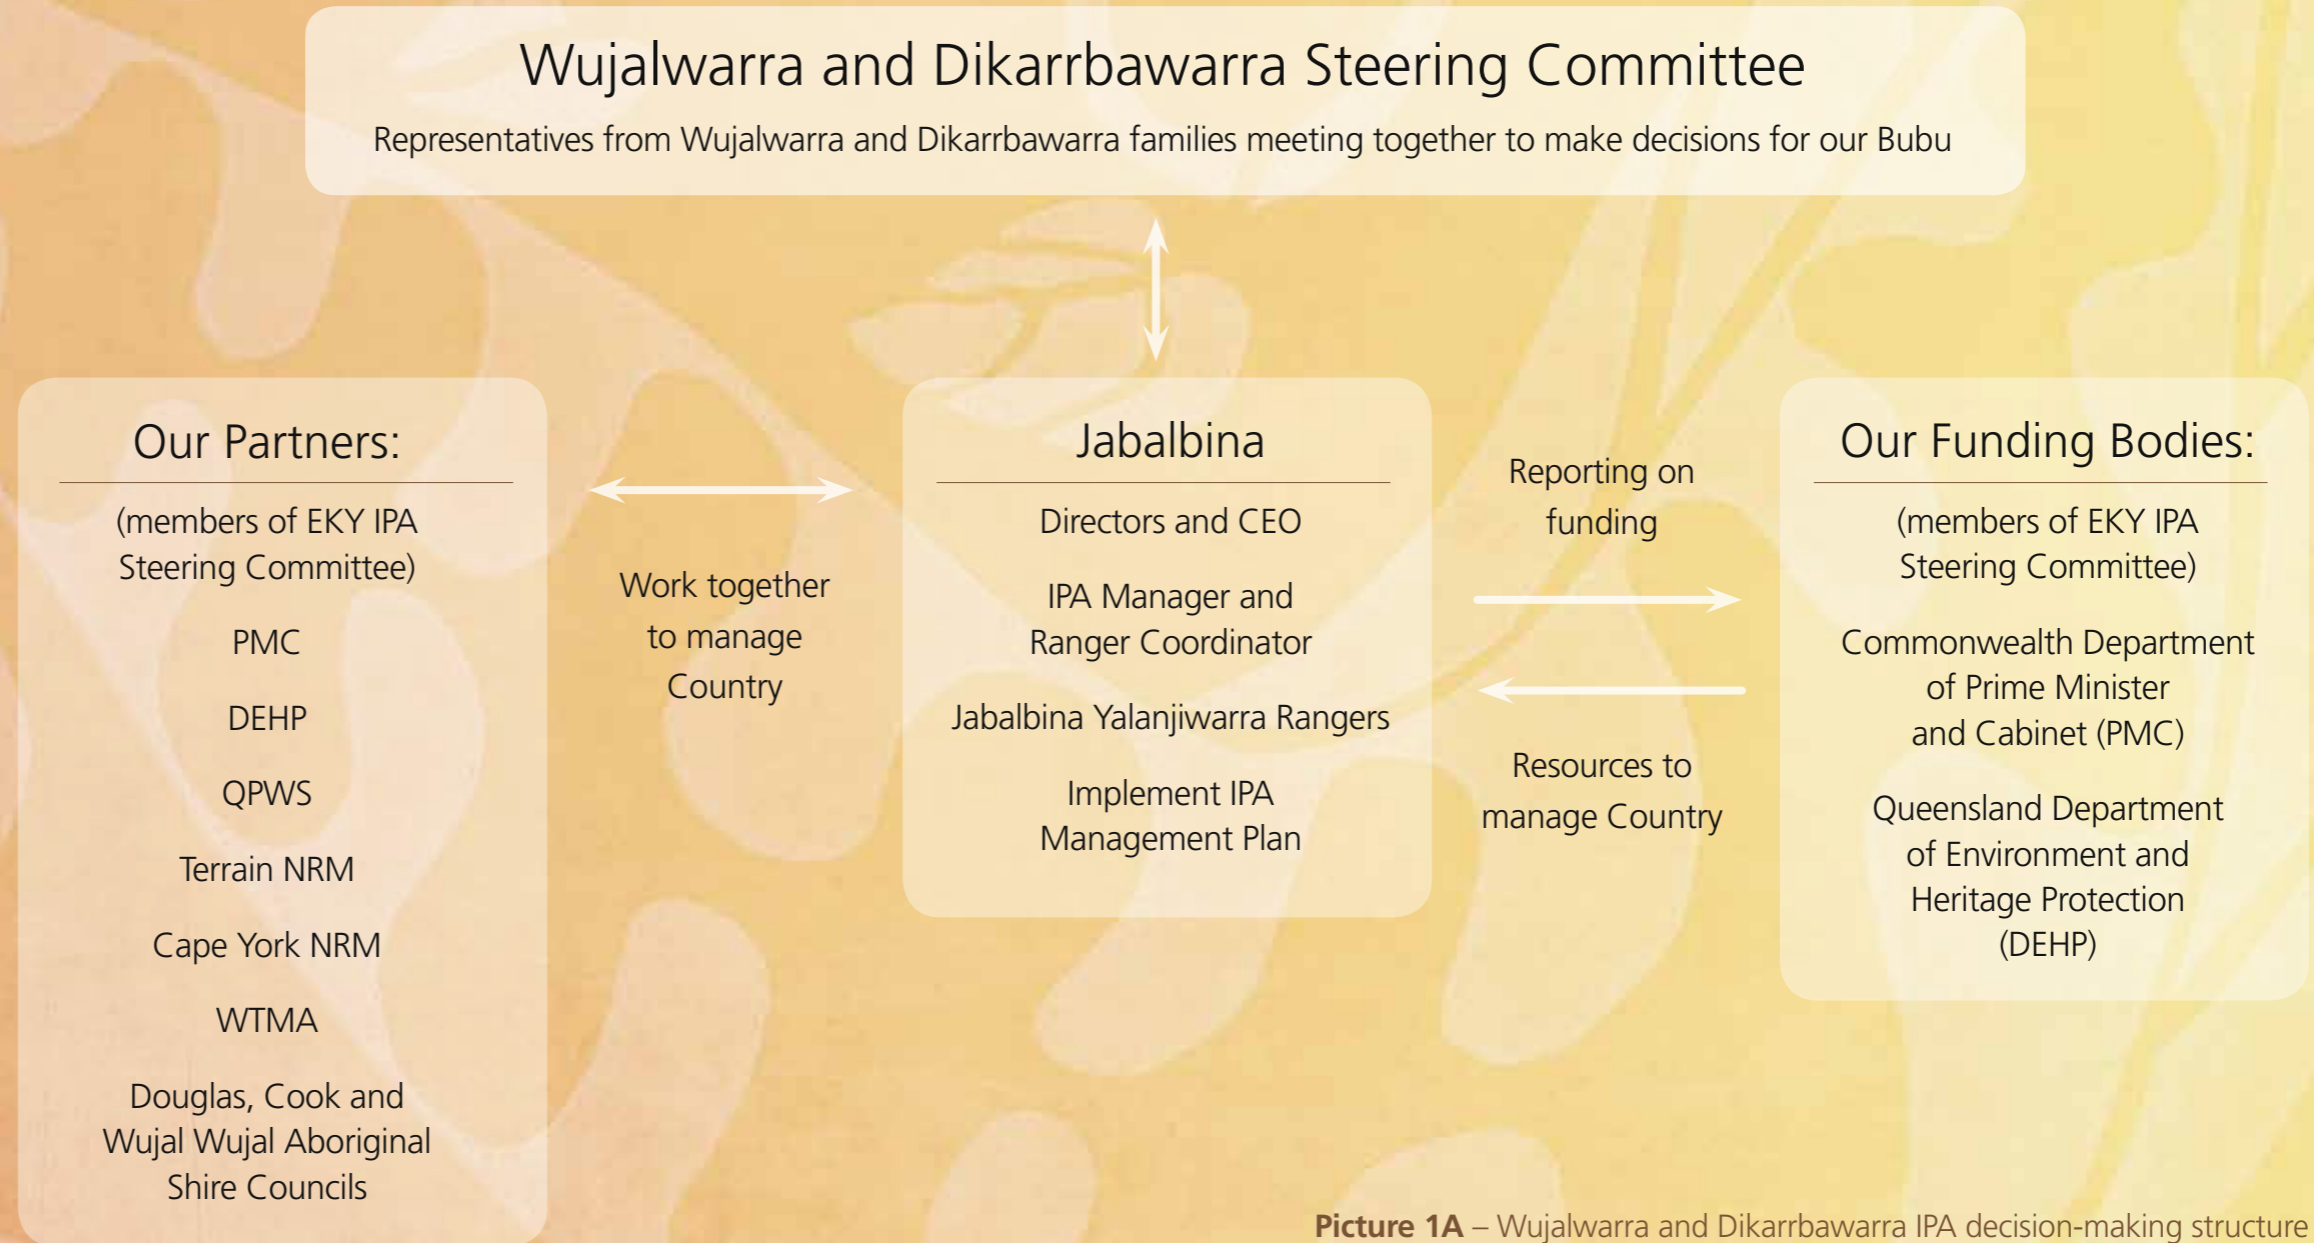 Wujalwarra and Dikarrbawarra Steering Committee
Representatives from Wujalwarra and Dikarrbawarra families meeting together to make decisions for our Bubu
Our Partners:
(members of EKY IPA
Steering Committee)
PMC
DEHP
QPWS
Terrain NRM
Cape York NRM
WTMA
Douglas, Cook and
Wujal Wujal Aboriginal
Shire Councils
Work together
to manage
Country
Jabalbina
Directors and CEO
IPA Manager and
Ranger Coordinator
Jabalbina Yalanjiwarra Rangers
Implement IPA
Management Plan
Reporting on
funding
Resources to
manage Country
Our Funding Bodies:
(members of EKY IPA
Steering Committee)
Commonwealth Department
of Prime Minister
and Cabinet (PMC)
Queensland Department
of Environment and
Heritage Protection
(DEHP)
Picture 1A – Wujalwarra and Dikarrbawarra IPA decision-making structure